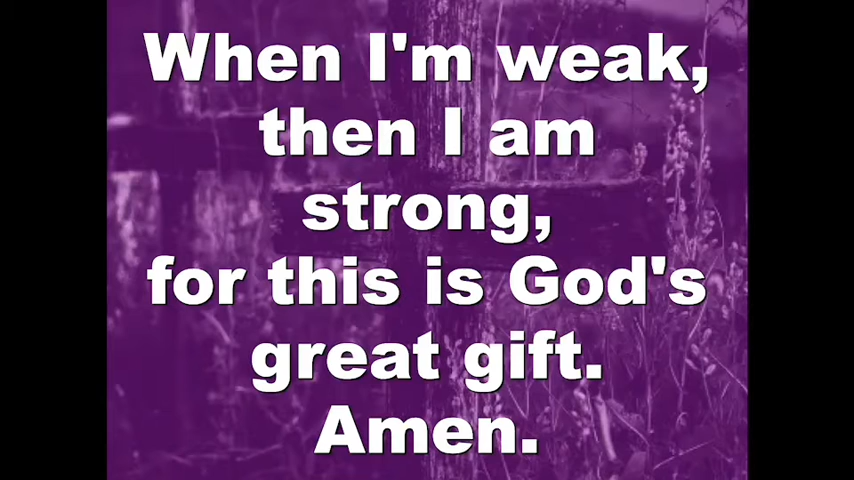 When I'm weak,
then I am
strong,
for this is God's
great gift.
Amen.